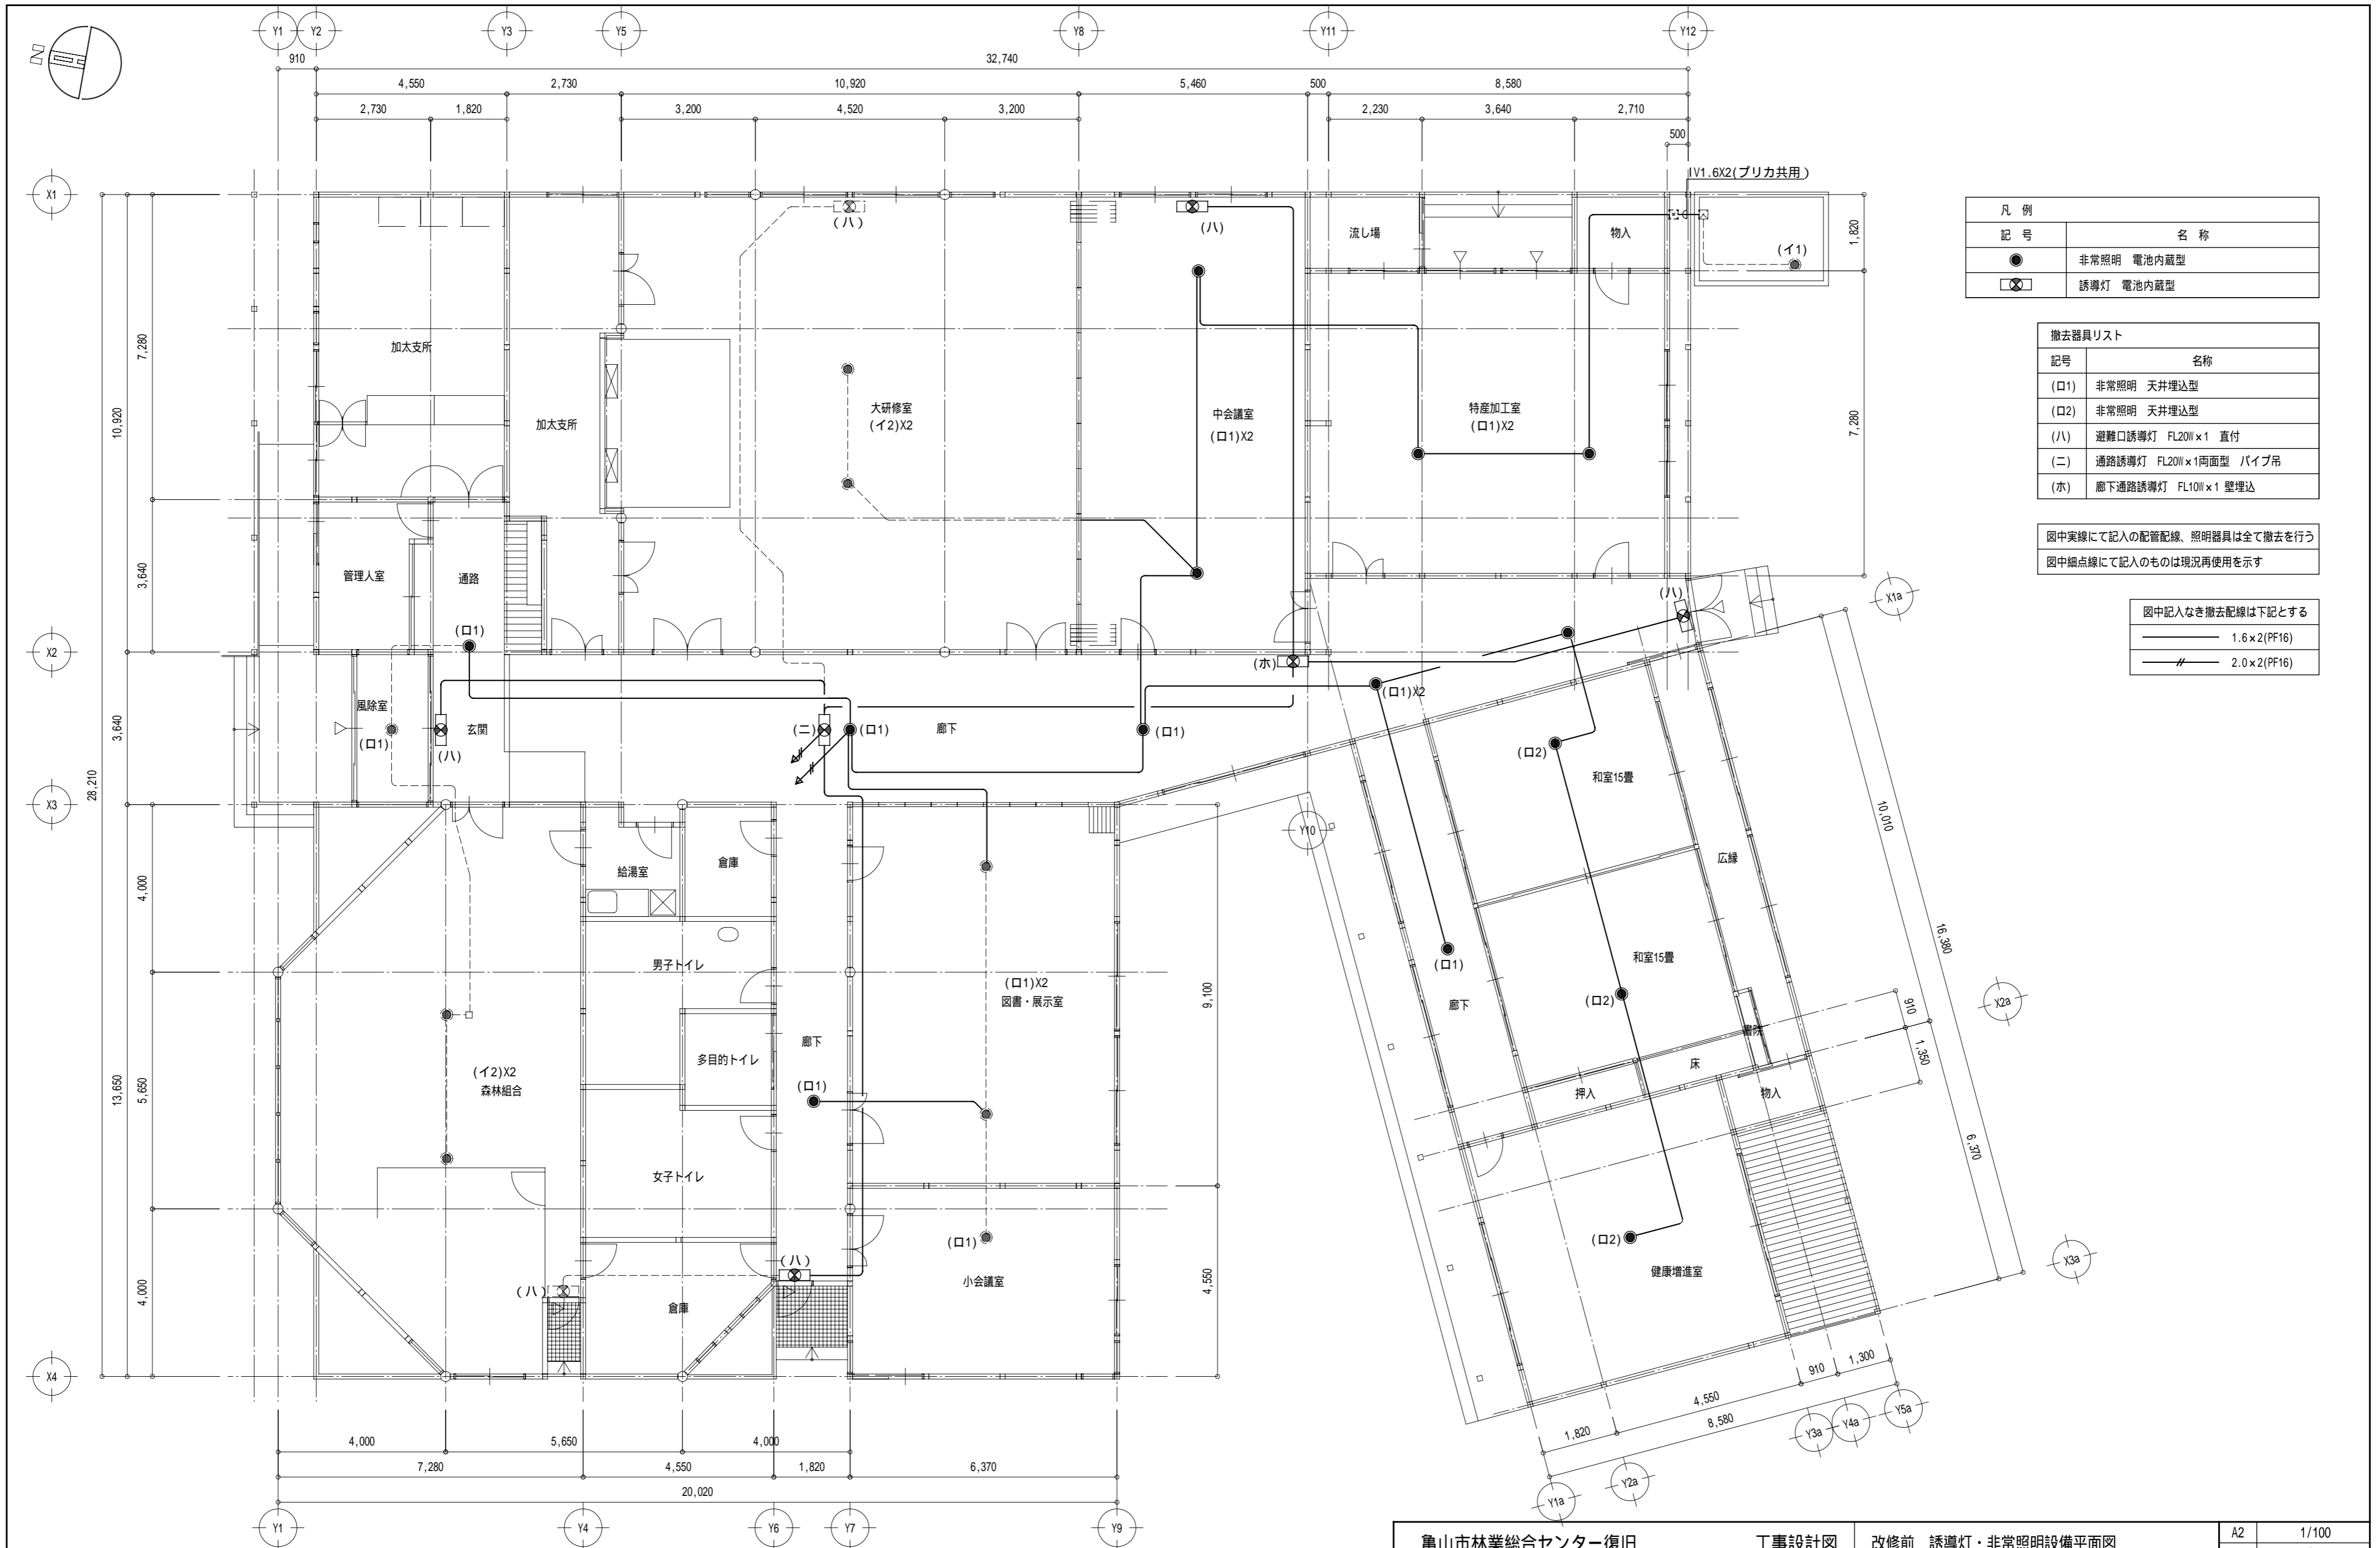 Y1 Y2 Y3 Y5 Y8 Y11 Y12
N
910 32,740
4,550 2,730 10,920 5,460 500 8,580
2,730 1,820 3,200 4,520 3,200 2,230 3,640 2,710
500
IV1.6X2(プリカ共用)
X1
(ハ) (ハ) 流し場 物入 (イ1)
1,820
凡 例
記 号 名 称
非常照明 電池内蔵型
誘導灯 電池内蔵型
撤去器具リスト
記号 名称
(ロ1) 非常照明 天井埋込型
(ロ2) 非常照明 天井埋込型
(ハ) 避難口誘導灯 FL20W×1 直付
(ニ) 通路誘導灯 FL20W×1両面型 パイプ吊
(ホ) 廊下通路誘導灯 FL10W×1 壁埋込
図中実線にて記入の配管配線、照明器具は全て撤去を行う
図中細点線にて記入のものは現況再使用を示す
図中記入なき撤去配線は下記とする
1.6×2(PF16)
2.0×2(PF16)
7,280
10,920
加太支所
加太支所
大研修室
(イ2)X2
中会議室
(ロ1)X2
特産加工室
(ロ1)X2
7,280
3,640
管理人室 通路
(ロ1)
(ハ)
X1a
X2
(ホ)
3,640
28,210
風除室
(ロ1)
玄関
(ハ)
(ニ) (ロ1) 廊下 (ロ1)
(ロ1)X2
(ロ2)
和室15畳
X3
Y10
10,010
16,380
広縁
4,000
給湯室 倉庫
男子トイレ
(ロ1)
和室15畳
(ロ2)
廊下
(ロ1)X2
図書・展示室
9,100
910
X2a
1,350
書院
床
押入 物入
13,650
5,650
多目的トイレ
廊下
(イ2)X2
森林組合
(ロ1)
女子トイレ
6,370
(ロ1)
(ロ2)
X3a
4,000
(ハ) (ハ)
小会議室
4,550
健康増進室
倉庫
X4
910 1,300
4,550
8,580
1,820
Y5a
Y4a
Y3a
Y2a
Y1a
4,000 5,650 4,000
7,280 4,550 1,820 6,370
20,020
Y1 Y4 Y6 Y7 Y9
亀山市林業総合センター復旧 工事設計図 改修前 誘導灯・非常照明設備平面図 A2 1/100